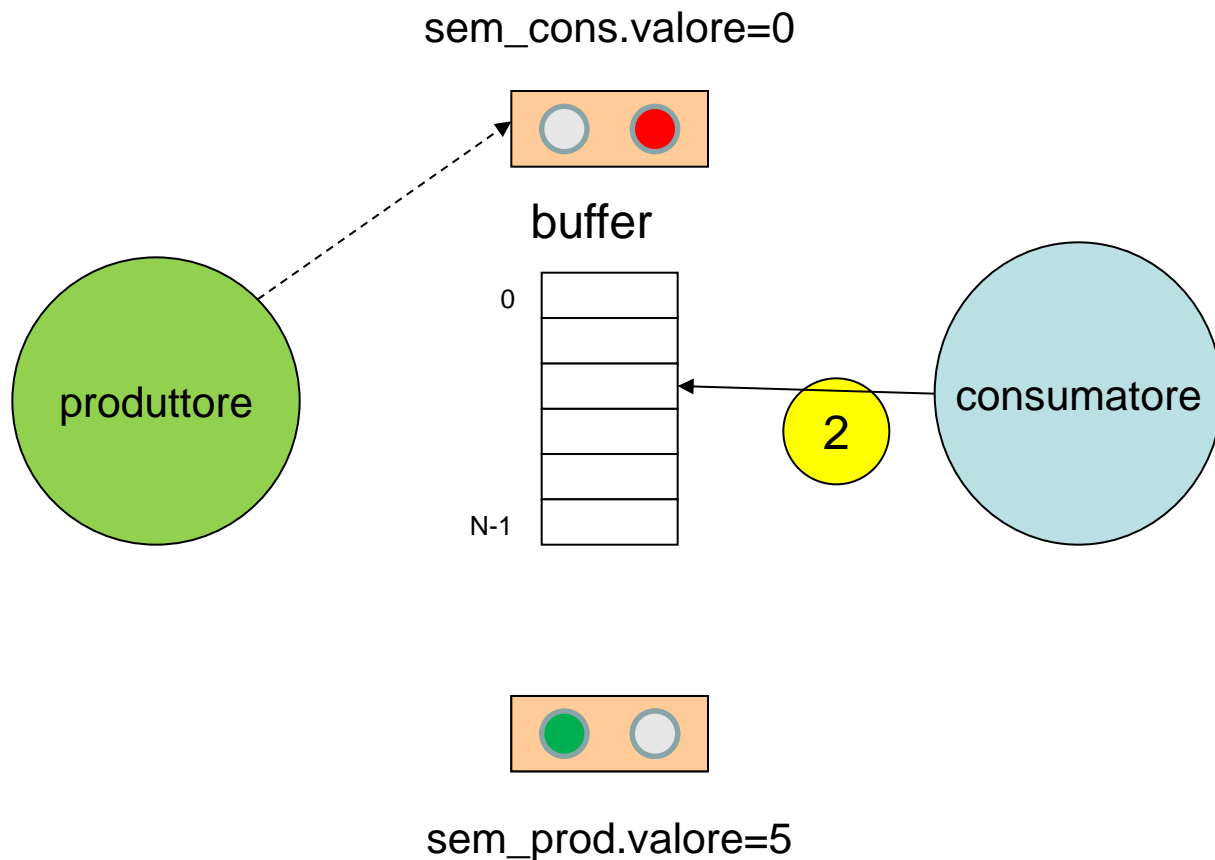 sem_cons.valore=0
buffer
0
produttore
consumatore
2
N-1
sem_prod.valore=5